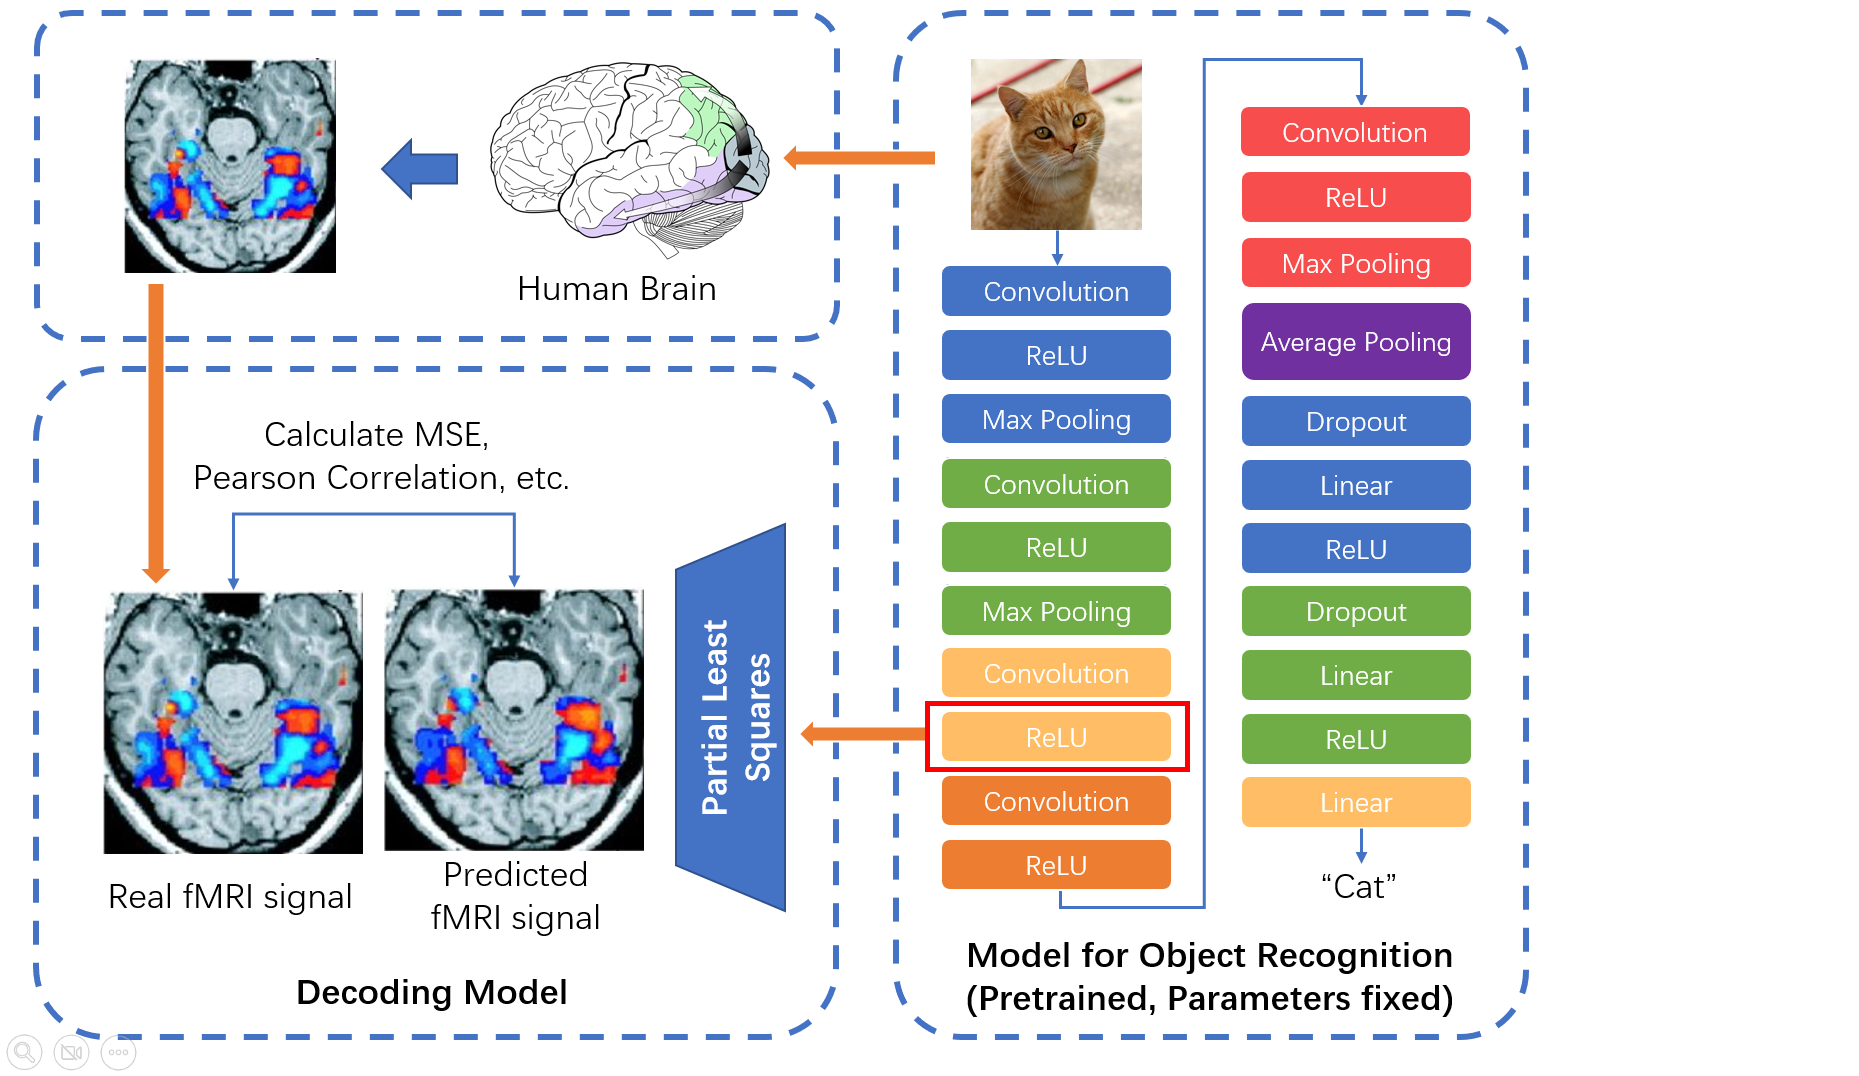 Human Brain
Calculate MSE,
Pearson Correlation, etc.
Real fMRI signal
Predicted
fMRI signal
Partial Least
Squares
Decoding Model
Convolution
ReLU
Max Pooling
Convolution
ReLU
Max Pooling
Convolution
ReLU
Convolution
ReLU
Convolution
ReLU
Max Pooling
Average Pooling
Dropout
Linear
ReLU
Dropout
Linear
ReLU
Linear
“Cat”
Model for Object Recognition
(Pretrained, Parameters fixed)